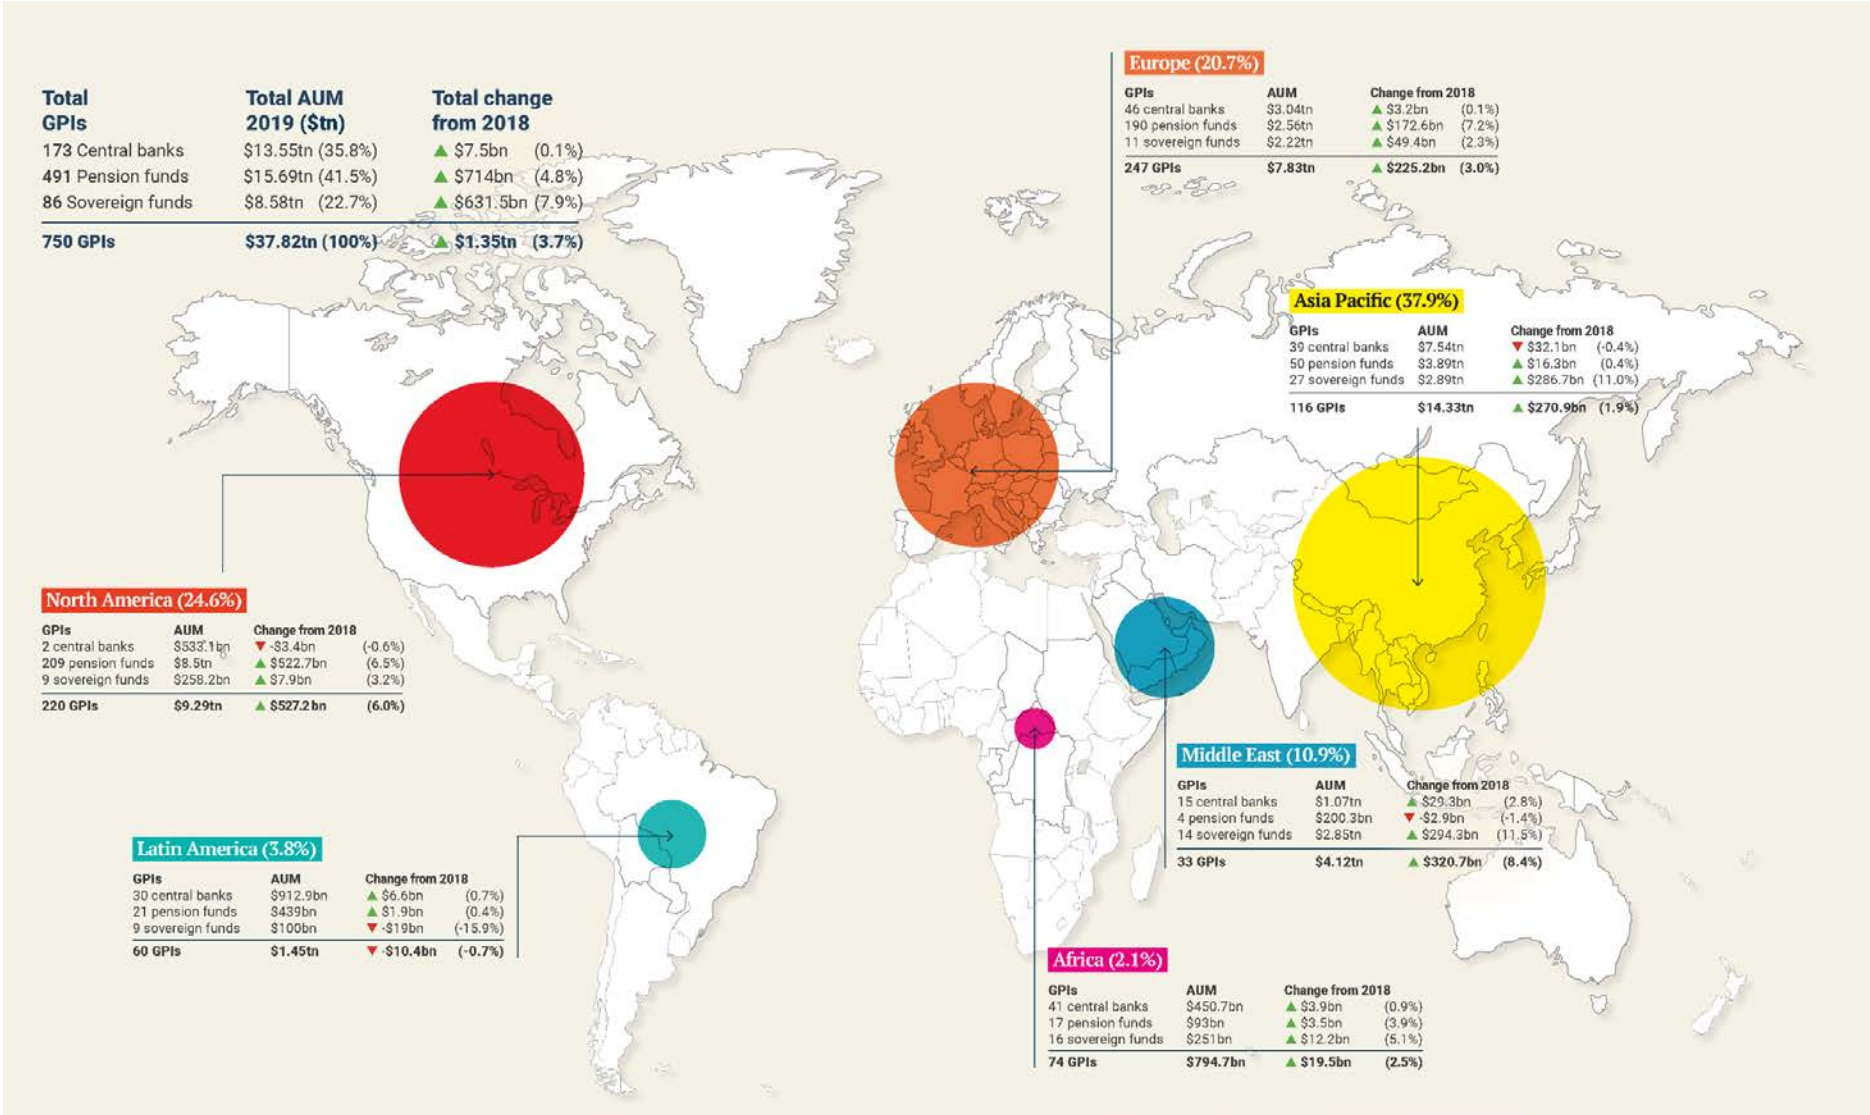 Total GPIs Total AUM 2019 ($tn) Total change from 2018
173 Central banks $13.55tn (35.8%) ▲ $7.5bn (0.1%)
491 Pension funds $15.69tn (41.5%) ▲ $714bn (4.8%)
86 Sovereign funds $8.58tn (22.7%) ▲ $631.5bn (7.9%)
750 GPIs $37.82tn (100%) ▲ $1.35tn (3.7%)
Europe (20.7%)
GPIs AUM Change from 2018
46 central banks $3.04tn ▲ $3.2bn (0.1%)
190 pension funds $2.56tn ▲ $172.6bn (7.2%)
11 sovereign funds $2.22tn ▲ $49.4bn (2.3%)
247 GPIs $7.83tn ▲ $225.2bn (3.0%)
Asia Pacific (37.9%)
GPIs AUM Change from 2018
39 central banks $7.54tn ▼ $32.1bn (-0.4%)
50 pension funds $3.89tn ▲ $16.3bn (0.4%)
27 sovereign funds $2.89tn ▲ $286.7bn (11.0%)
116 GPIs $14.33tn ▲ $270.9bn (1.9%)
North America (24.6%)
GPIs AUM Change from 2018
2 central banks $533.1bn ▼ -$3.4bn (-0.6%)
209 pension funds $8.5tn ▲ $522.7bn (6.5%)
9 sovereign funds $258.2bn ▲ $7.9bn (3.2%)
220 GPIs $9.29tn ▲ $527.2bn (6.0%)
Middle East (10.9%)
GPIs AUM Change from 2018
15 central banks $1.07tn ▲ $29.3bn (2.8%)
4 pension funds $200.3bn ▼ -$2.9bn (-1.4%)
14 sovereign funds $2.85tn ▲ $294.3bn (11.5%)
33 GPIs $4.12tn ▲ $320.7bn (8.4%)
Latin America (3.8%)
GPIs AUM Change from 2018
30 central banks $912.9bn ▲ $6.6bn (0.7%)
21 pension funds $439bn ▲ $1.9bn (0.4%)
9 sovereign funds $100bn ▼ -$19bn (-15.9%)
60 GPIs $1.45tn ▼ -$10.4bn (-0.7%)
Africa (2.1%)
GPIs AUM Change from 2018
41 central banks $450.7bn ▲ $3.9bn (0.9%)
17 pension funds $93bn ▲ $3.5bn (3.9%)
16 sovereign funds $251bn ▲ $12.2bn (5.1%)
74 GPIs $794.7bn ▲ $19.5bn (2.5%)